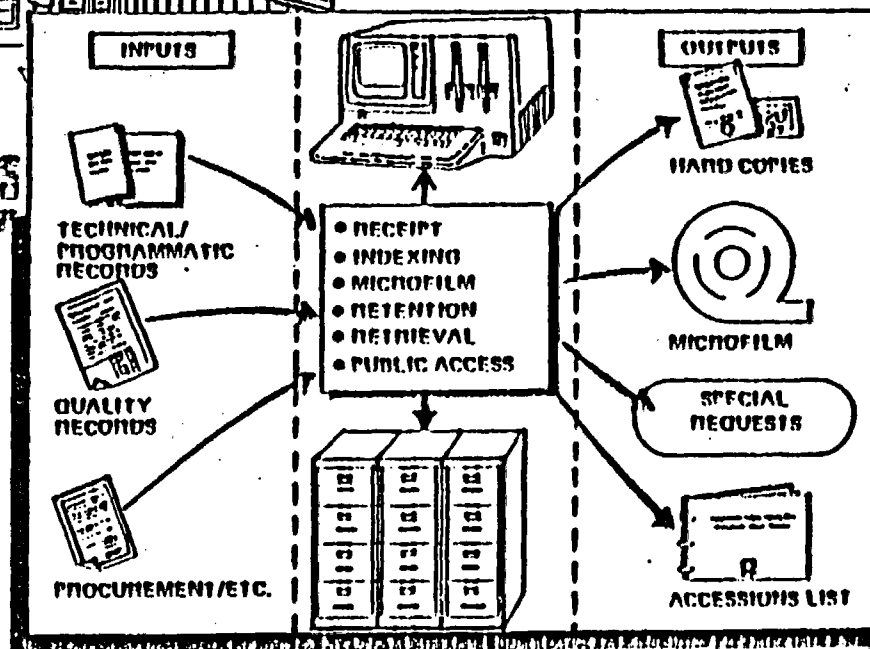 INPUTS
TECHNICAL/
PROGRAMMATIC
RECORDS
QUALITY
RECORDS
PROCUREMENT/ETC.
• RECEIPT
• INDEXING
• MICROFILM
• RETENTION
• RETRIEVAL
• PUBLIC ACCESS
OUTPUTS
HARD COPIES
MICROFILM
SPECIAL
REQUESTS
ACCESSIONS LIST